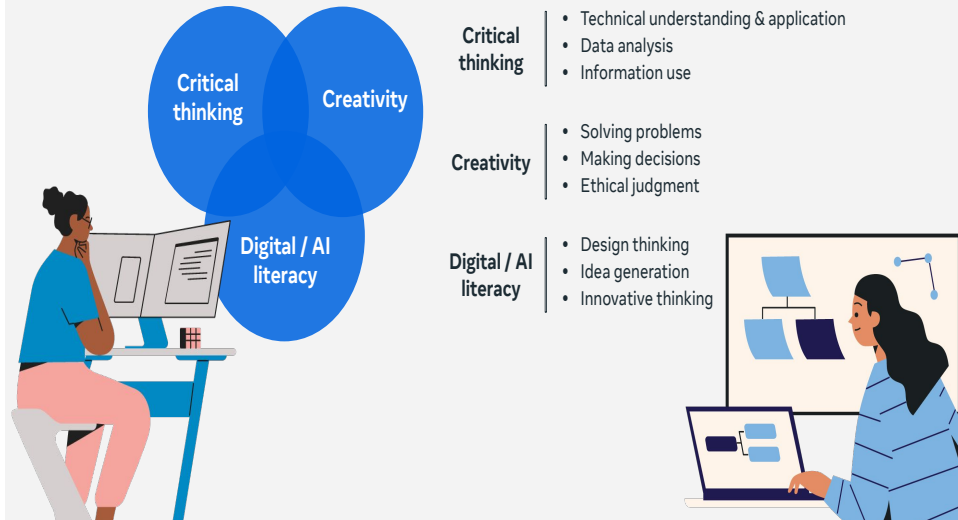 Critical
thinking
Creativity
Digital / AI
literacy
Critical
thinking
• Technical understanding & application
• Data analysis
• Information use
Creativity
• Solving problems
• Making decisions
• Ethical judgment
Digital / AI
literacy
• Design thinking
• Idea generation
• Innovative thinking